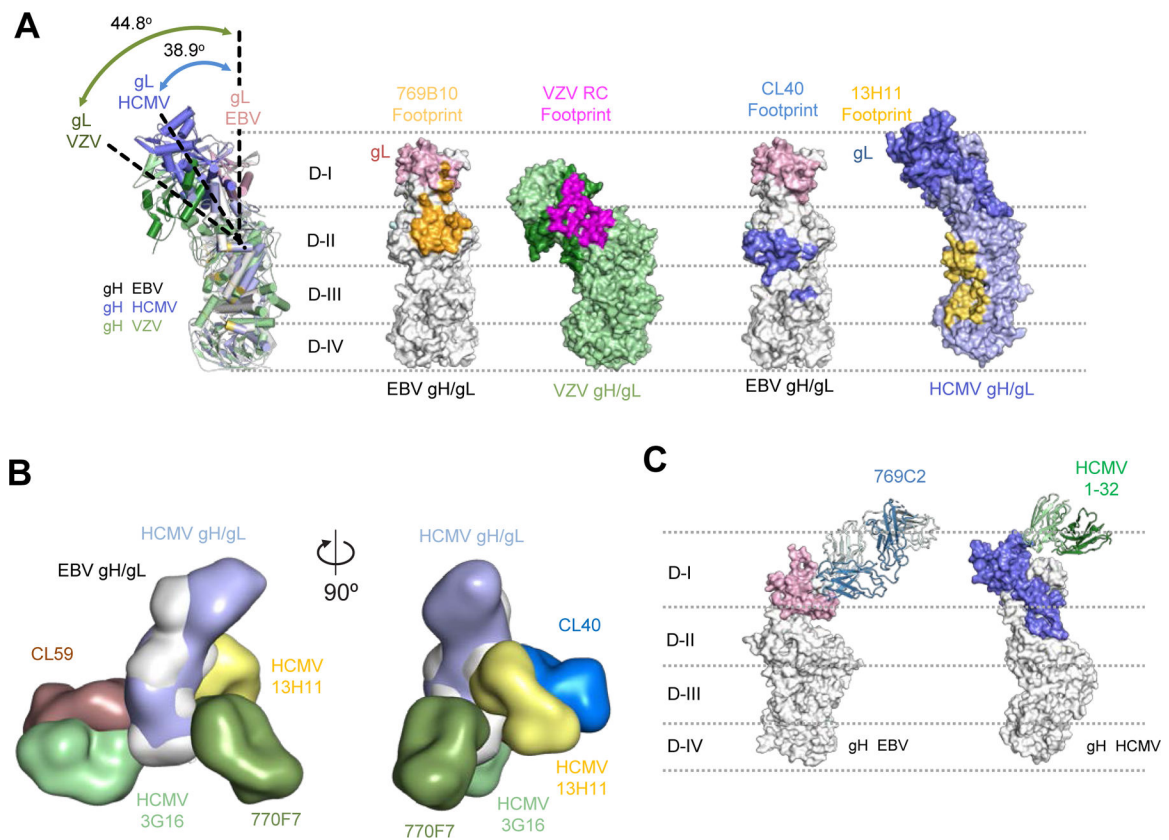 A
44.8º
38.9º
gL
HCMV
gL
EBV
gL
VZV
gH EBV
gH HCMV
gH VZV
D-I
D-II
D-III
D-IV
769B10
Footprint
gL
EBV gH/gL
VZV RC
Footprint
VZV gH/gL
CL40
Footprint
EBV gH/gL
13H11
Footprint
gL
HCMV gH/gL
B
HCMV gH/gL
EBV gH/gL
CL59
HCMV
13H11
HCMV
3G16
770F7
90º
HCMV gH/gL
CL40
HCMV
13H11
HCMV
3G16
770F7
C
769C2
HCMV
1-32
D-I
D-II
D-III
D-IV
gH EBV
gH HCMV